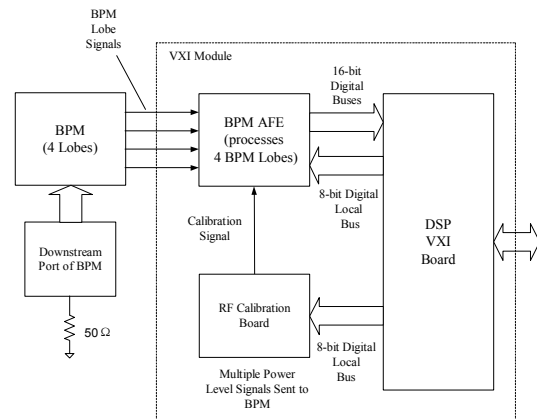 BPM
Lobe
Signals
VXI Module
16-bit
Digital
Buses
BPM
(4 Lobes)
BPM AFE
(processes
4 BPM Lobes)
8-bit Digital
Local
Bus
Calibration
Signal
DSP
VXI
Board
Downstream
Port of BPM
RF Calibration
Board
50 Ω
8-bit Digital
Local
Bus
Multiple Power
Level Signals Sent to
BPM